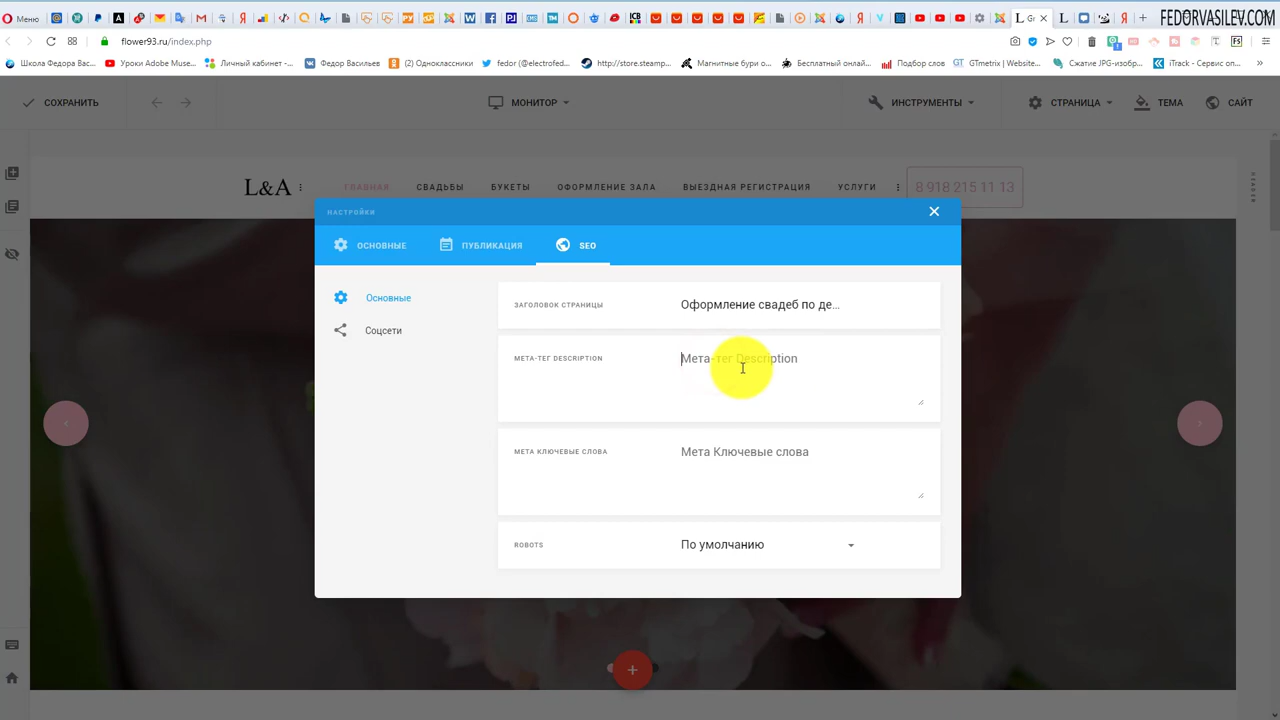 Меню
L Gr
L
Я
FEDORVASILEV.COM
flower93.ru/index.php
Школа Федора Вас...
Уроки Adobe Muse...
Личный кабинет -...
Федор Васильев
(2) Одноклассники
fedor (@electrofed...
http://store.steamp...
Магнитные бури о...
Бесплатный онлай...
Подбор слов
GTmetrix | Website...
Сжатие JPG-изобр...
iTrack - Сервис оп...
СОХРАНИТЬ
МОНИТОР
ИНСТРУМЕНТЫ
СТРАНИЦА
ТЕМА
САЙТ
L&A
ГЛАВНАЯ
СВАДЬБЫ
БУКЕТЫ
ОФОРМЛЕНИЕ ЗАЛА
ВЫЕЗДНАЯ РЕГИСТРАЦИЯ
УСЛУГИ
8 918 215 11 13
HEADER
НАСТРОЙКИ
ОСНОВНЫЕ
ПУБЛИКАЦИЯ
SEO
Основные
Соцсети
ЗАГОЛОВОК СТРАНИЦЫ
Оформление свадеб по де...
МЕТА-ТЕГ DESCRIPTION
Мета-тег Description
МЕТА КЛЮЧЕВЫЕ СЛОВА
Мета Ключевые слова
ROBOTS
По умолчанию